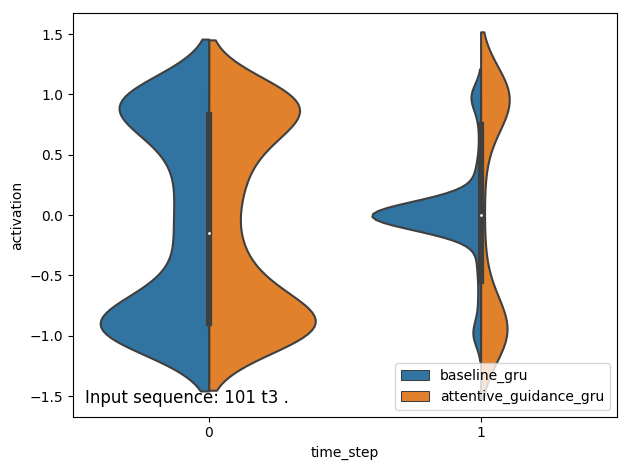 1.5
1.0
0.5
0.0
−0.5
−1.0
−1.5
activation
Input sequence: 101 t3 .
baseline_gru
attentive_guidance_gru
0 1
time_step